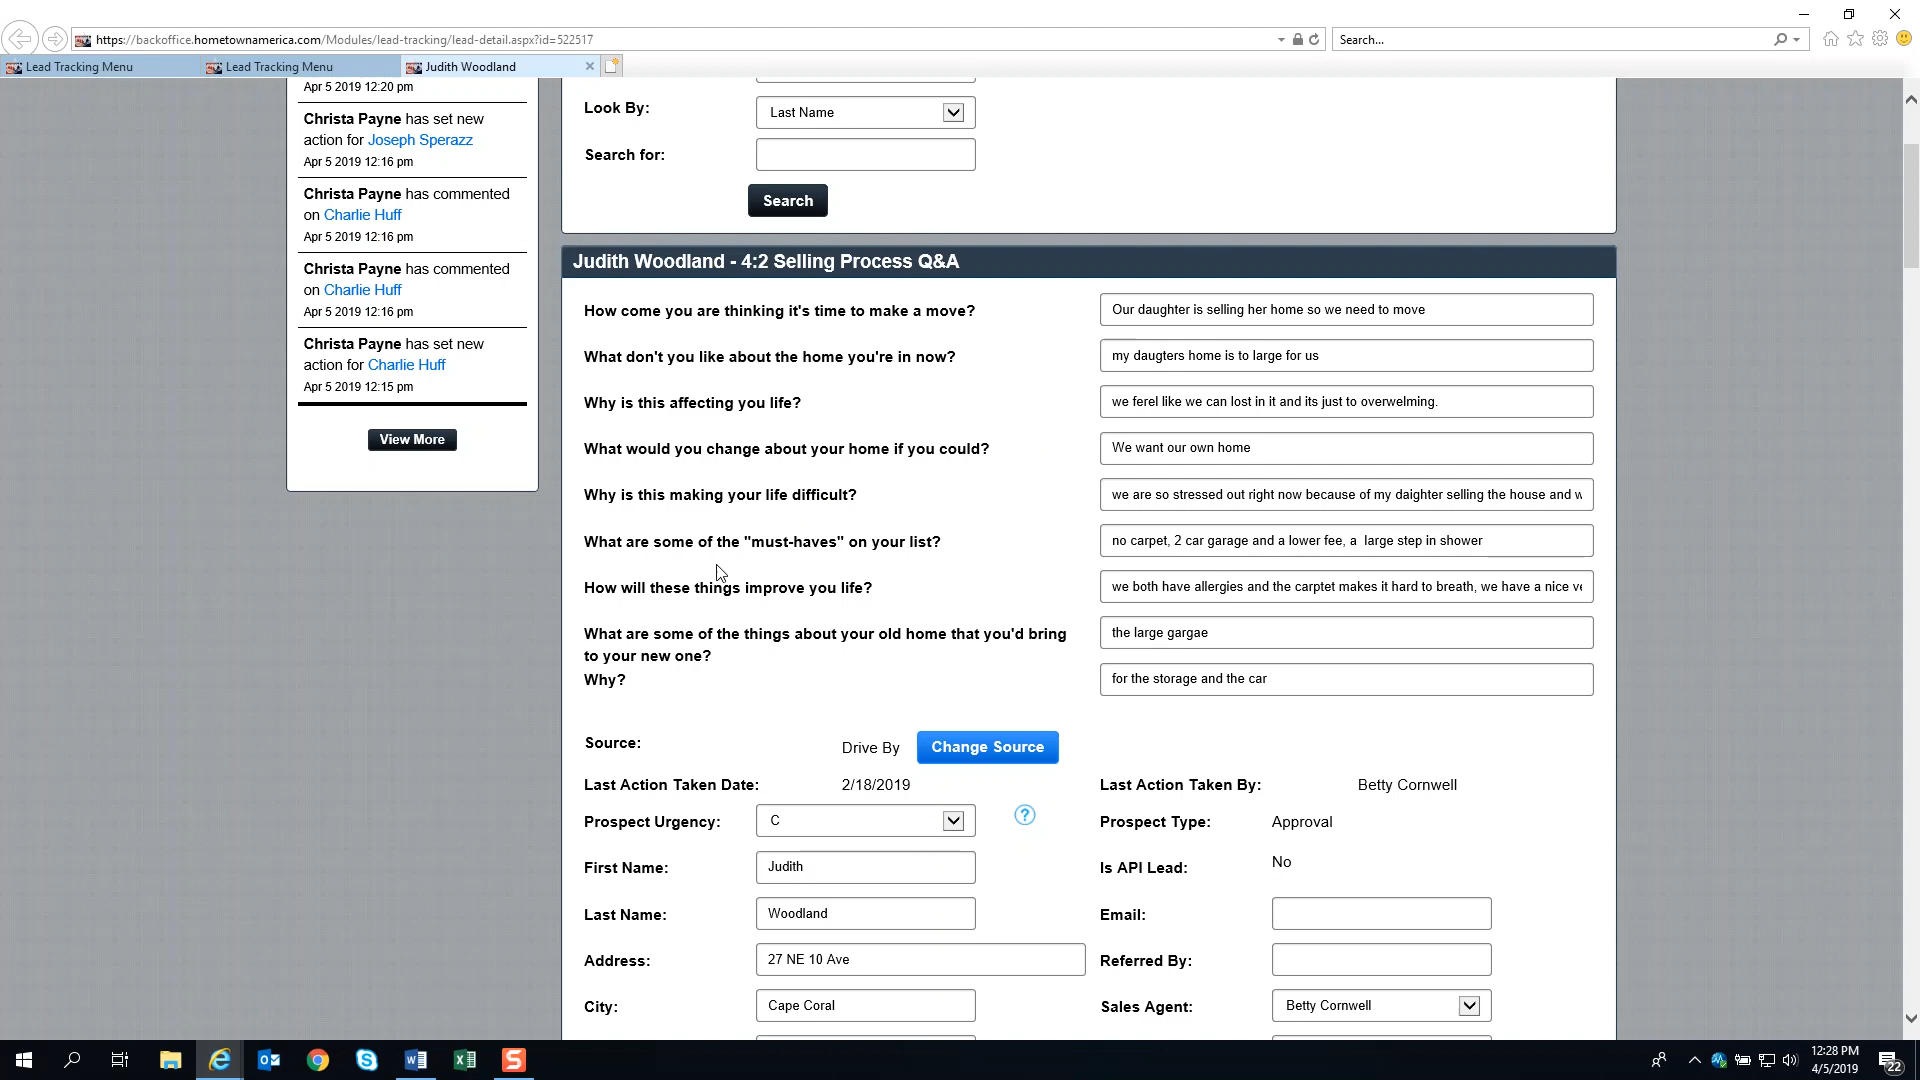 https://backoffice.hometownamerica.com/Modules/lead-tracking/lead-detail.aspx?id=522517
Search...
Lead Tracking Menu
Lead Tracking Menu
Judith Woodland
Apr 5 2019 12:20 pm
Christa Payne has set new
action for Joseph Sperazz
Apr 5 2019 12:16 pm
Christa Payne has commented
on Charlie Huff
Apr 5 2019 12:16 pm
Christa Payne has commented
on Charlie Huff
Apr 5 2019 12:16 pm
Christa Payne has set new
action for Charlie Huff
Apr 5 2019 12:15 pm
View More
Look By:
Last Name
Search for:
Search
Judith Woodland - 4:2 Selling Process Q&A
How come you are thinking it's time to make a move?
Our daughter is selling her home so we need to move
What don't you like about the home you're in now?
my daugters home is to large for us
Why is this affecting you life?
we ferel like we can lost in it and its just to overwelming.
What would you change about your home if you could?
We want our own home
Why is this making your life difficult?
we are so stressed out right now because of my daighter selling the house and w
What are some of the "must-haves" on your list?
no carpet, 2 car garage and a lower fee, a  large step in shower
How will these things improve you life?
we both have allergies and the carptet makes it hard to breath, we have a nice ve
What are some of the things about your old home that you'd bring
to your new one?
the large gargae
Why?
for the storage and the car
Source:
Drive By
Change Source
Last Action Taken Date:
2/18/2019
Last Action Taken By:
Betty Cornwell
Prospect Urgency:
C
?
Prospect Type:
Approval
First Name:
Judith
Is API Lead:
No
Last Name:
Woodland
Email:
Address:
27 NE 10 Ave
Referred By:
City:
Cape Coral
Sales Agent:
Betty Cornwell
12:28 PM
4/5/2019
22